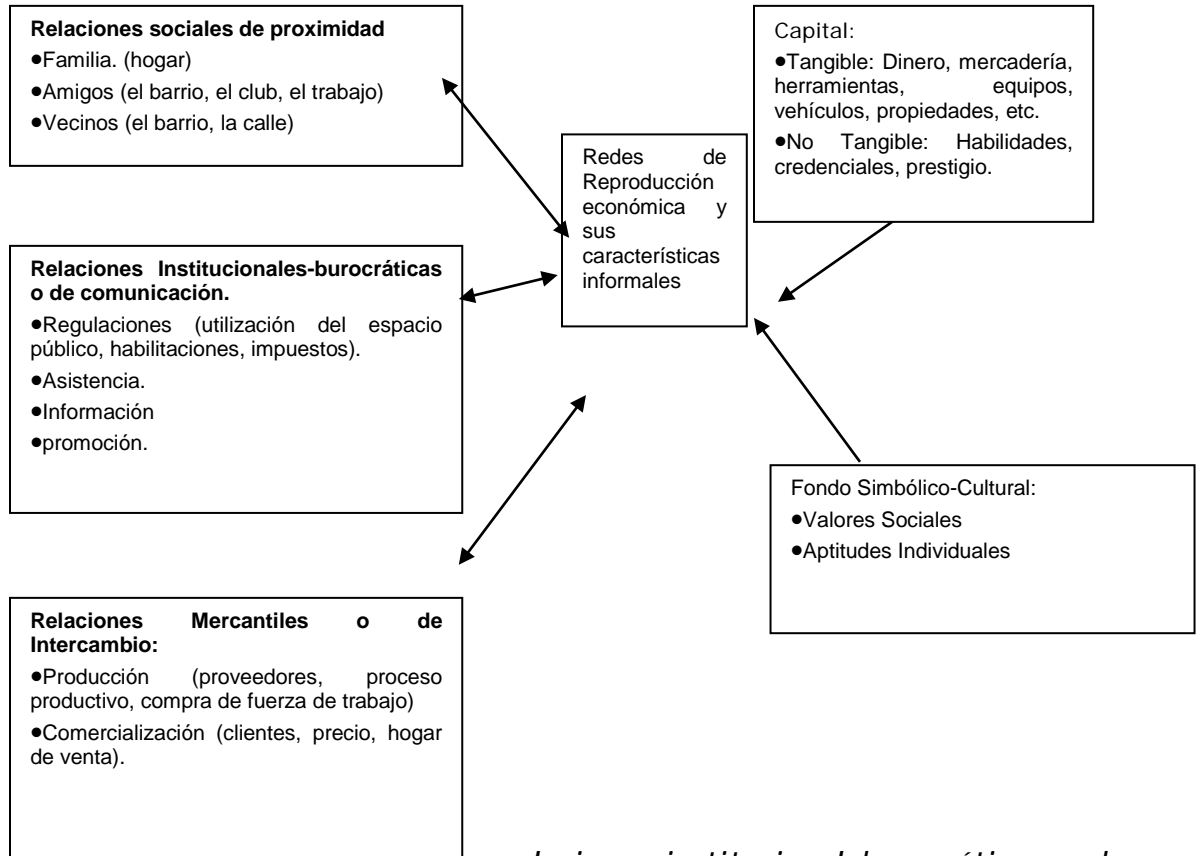 Relaciones sociales de proximidad
●Familia. (hogar)
●Amigos (el barrio, el club, el trabajo)
●Vecinos (el barrio, la calle)
Relaciones Institucionales-burocráticas
o de comunicación.
●Regulaciones (utilización del espacio
público, habilitaciones, impuestos).
●Asistencia.
●Información
●promoción.
Relaciones Mercantiles o de
Intercambio:
●Producción (proveedores, proceso
productivo, compra de fuerza de trabajo)
●Comercialización (clientes, precio, hogar
de venta).
Redes de
Reproducción
económica y
sus
características
informales
Capital:
●Tangible: Dinero, mercadería,
herramientas, equipos,
vehículos, propiedades, etc.
●No Tangible: Habilidades,
credenciales, prestigio.
Fondo Simbólico-Cultural:
●Valores Sociales
●Aptitudes Individuales